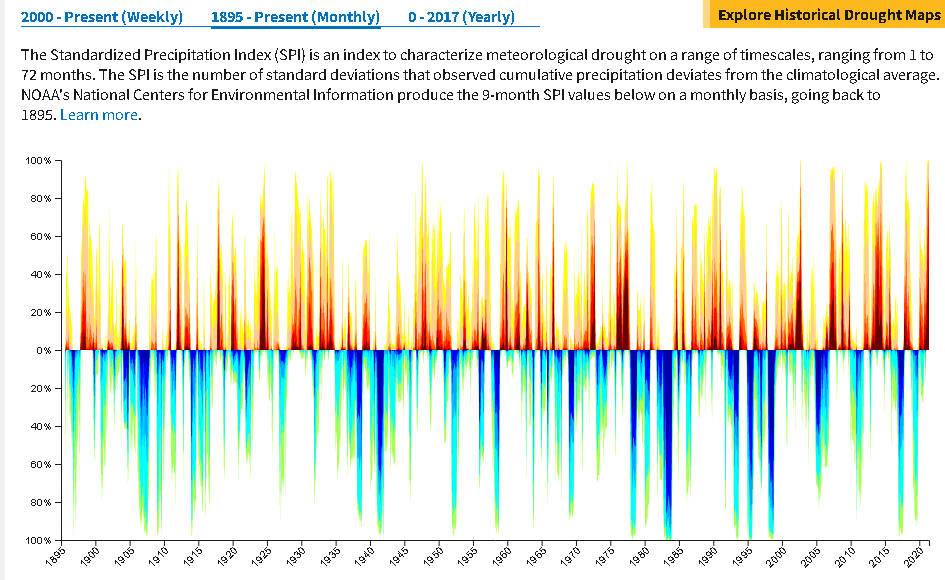 2000 - Present (Weekly) 1895 - Present (Monthly) 0 - 2017 (Yearly) Explore Historical Drought Maps
The Standardized Precipitation Index (SPI) is an index to characterize meteorological drought on a range of timescales, ranging from 1 to
72 months. The SPI is the number of standard deviations that observed cumulative precipitation deviates from the climatological average.
NOAA's National Centers for Environmental Information produce the 9-month SPI values below on a monthly basis, going back to
1895. Learn more.
100%
80%
60%
40%
20%
0%
20%
40%
60%
80%
100%
1895 1900 1905 1910 1915 1920 1925 1930 1935 1940 1945 1950 1955 1960 1965 1970 1975 1980 1985 1990 1995 2000 2005 2010 2015 2020